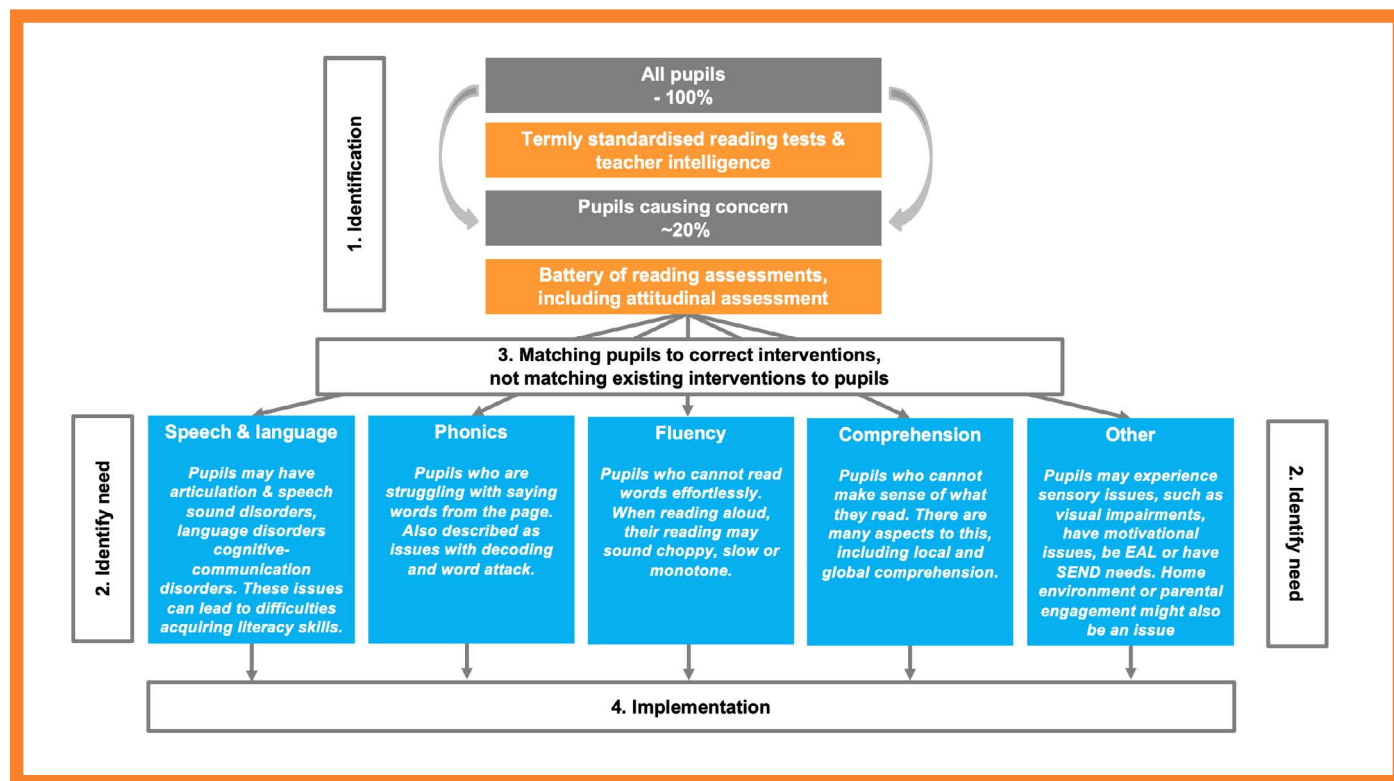 1. Identification
All pupils
- 100%
Termly standardised reading tests &
teacher intelligence
Pupils causing concern
~20%
Battery of reading assessments,
including attitudinal assessment
3. Matching pupils to correct interventions,
not matching existing interventions to pupils
2. Identify need
Speech & language
Pupils may have
articulation & speech
sound disorders,
language disorders
cognitive-
communication
disorders. These issues
can lead to difficulties
acquiring literacy skills.
Phonics
Pupils who are
struggling with saying
words from the page.
Also described as
issues with decoding
and word attack.
Fluency
Pupils who cannot read
words effortlessly.
When reading aloud,
their reading may
sound choppy, slow or
monotone.
Comprehension
Pupils who cannot
make sense of what
they read. There are
many aspects to this,
including local and
global comprehension.
Other
Pupils may experience
sensory issues, such as
visual impairments,
have motivational
issues, be EAL or have
SEND needs. Home
environment or parental
engagement might also
be an issue
2. Identify need
4. Implementation